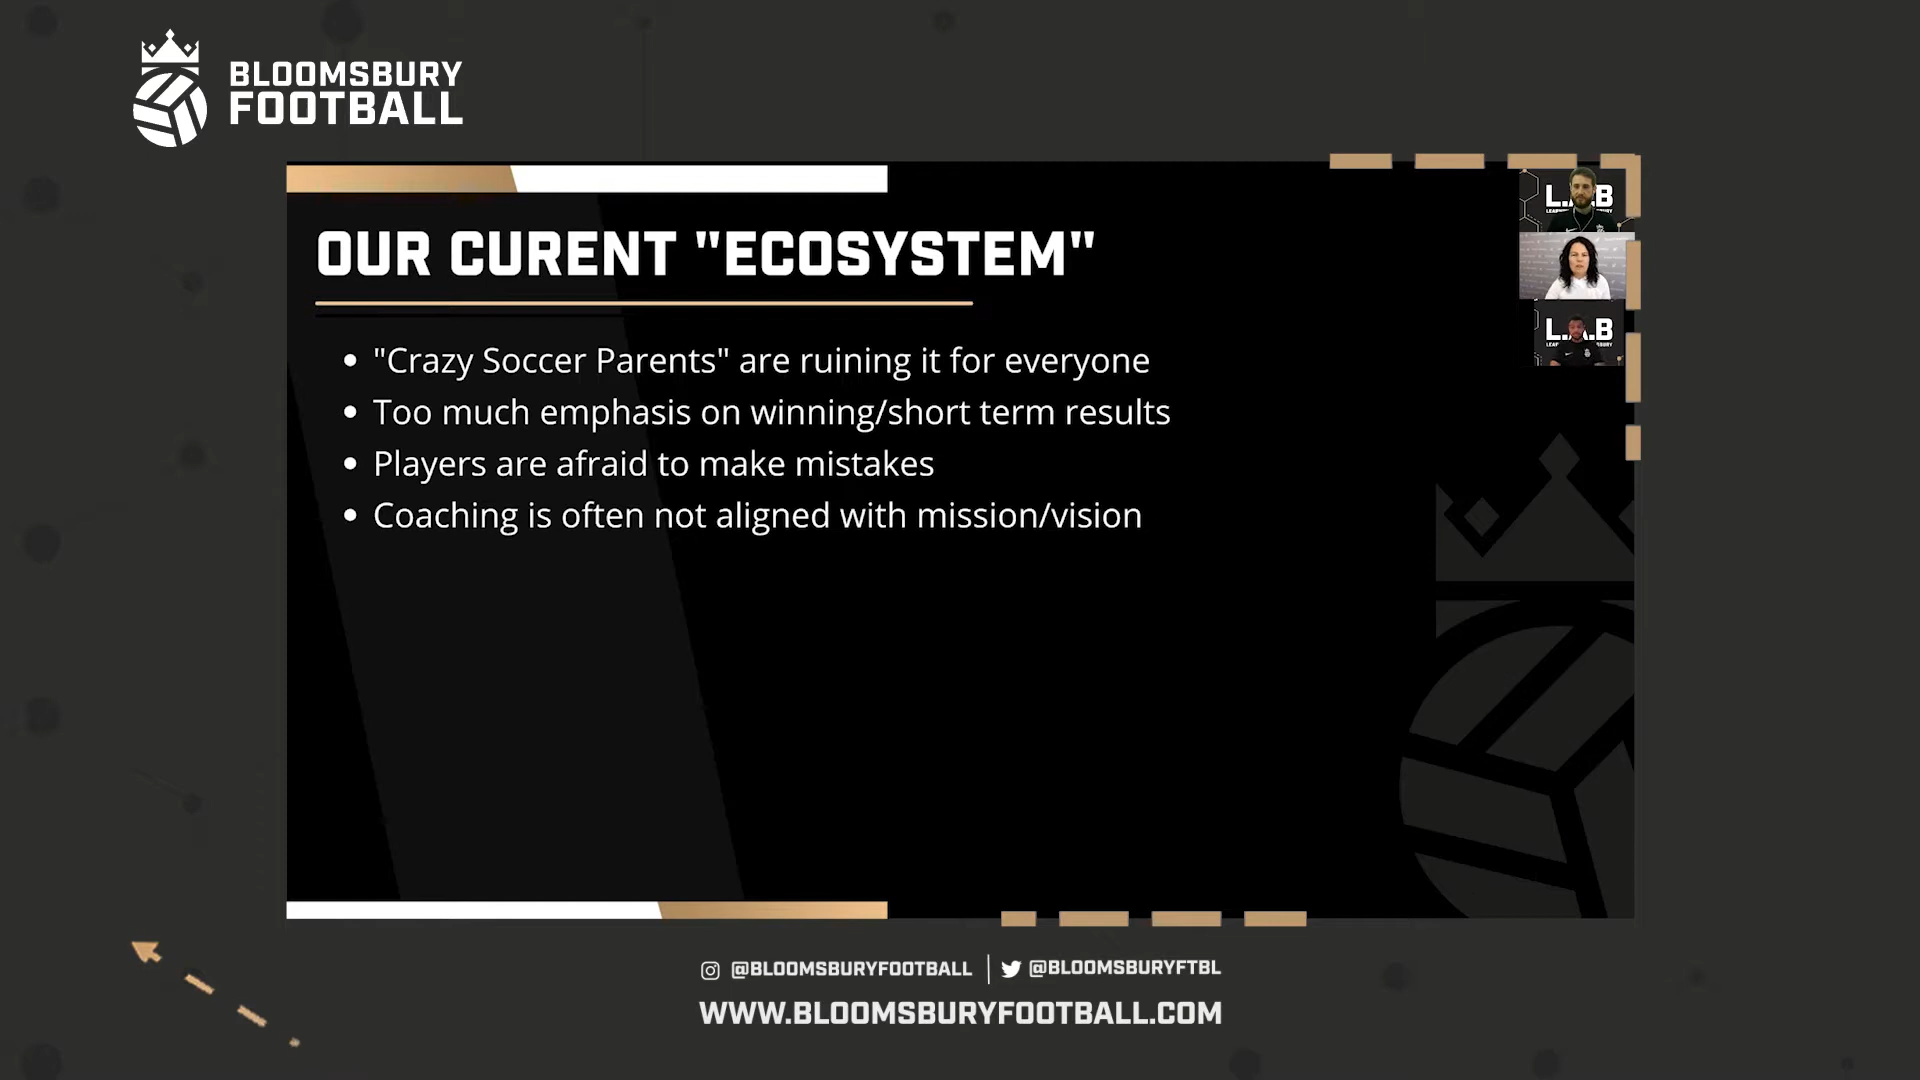 BLOOMSBURY
FOOTBALL
OUR CURENT "ECOSYSTEM"
"Crazy Soccer Parents" are ruining it for everyone
Too much emphasis on winning/short term results
Players are afraid to make mistakes
Coaching is often not aligned with mission/vision
@BLOOMSBURYFOOTBALL
@BLOOMSBURYFTBL
WWW.BLOOMSBURYFOOTBALL.COM